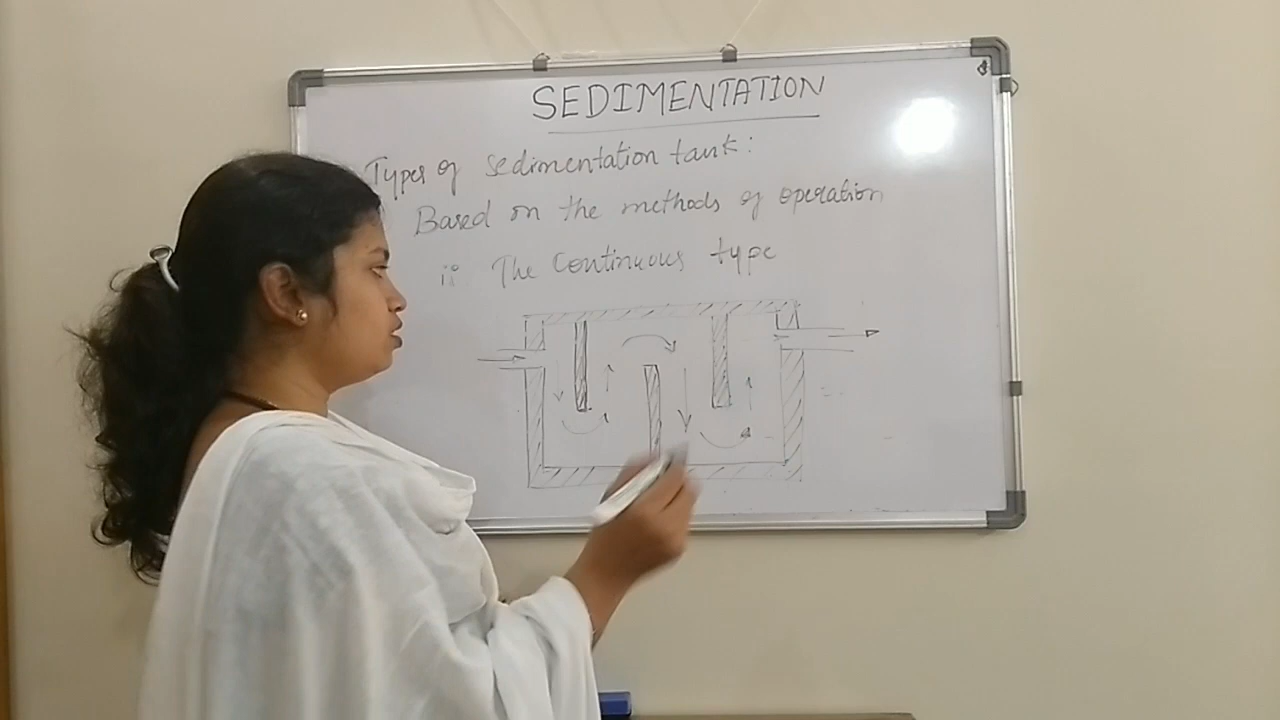 SEDIMENTATION
Types of sedimentation tank:
Based on the methods of operation
ii. The Continuous type